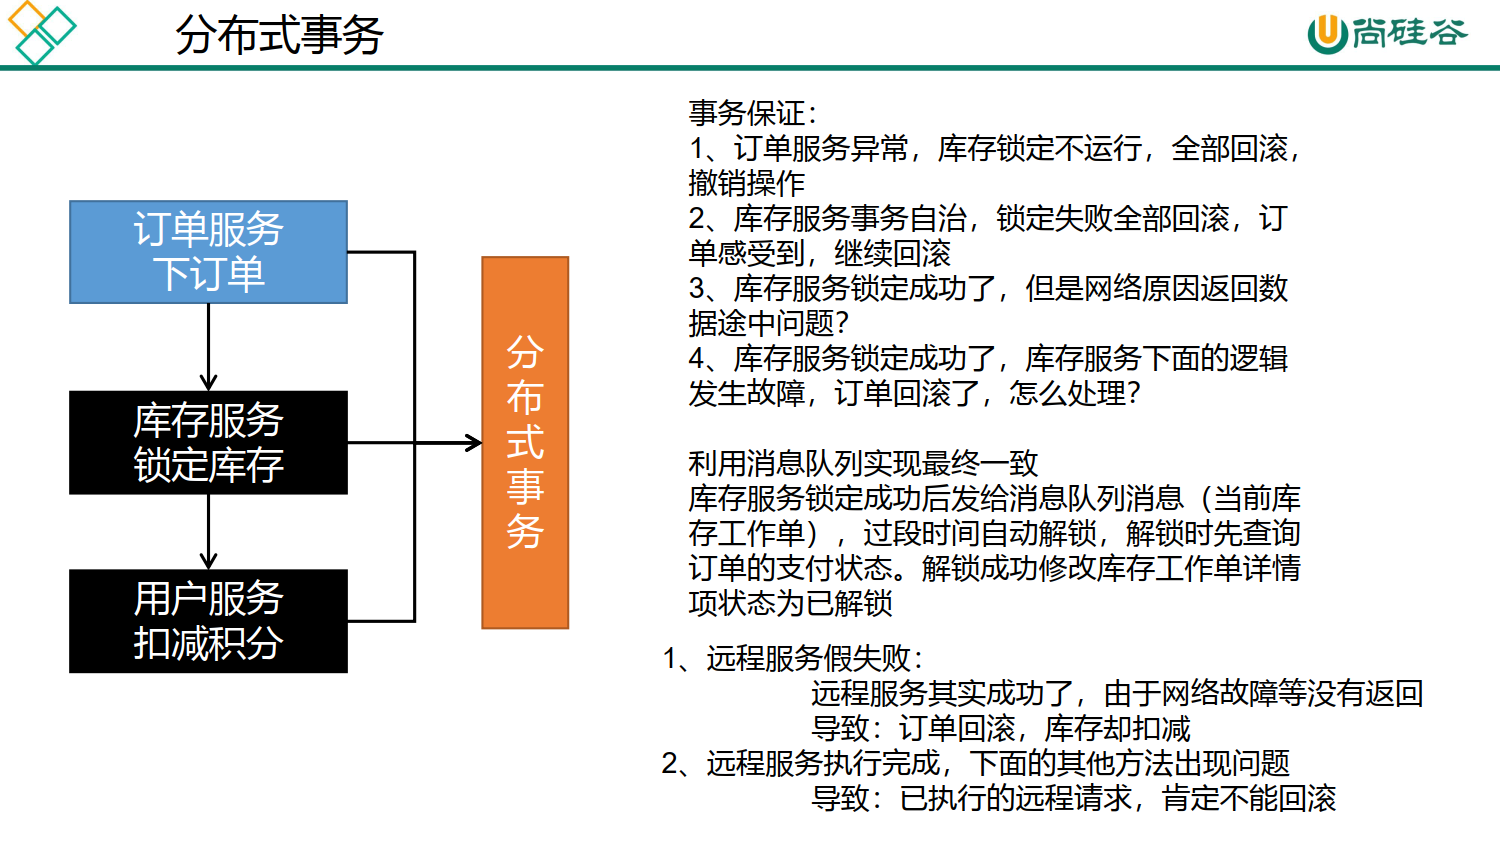 分布式事务
尚硅谷
订单服务
下订单
库存服务
锁定库存
用户服务
扣减积分
分
布
式
事
务
事务保证：
1、订单服务异常，库存锁定不运行，全部回滚，
撤销操作
2、库存服务事务自治，锁定失败全部回滚，订
单感受到，继续回滚
3、库存服务锁定成功了，但是网络原因返回数
据途中问题？
4、库存服务锁定成功了，库存服务下面的逻辑
发生故障，订单回滚了，怎么处理？
利用消息队列实现最终一致
库存服务锁定成功后发给消息队列消息（当前库
存工作单），过段时间自动解锁，解锁时先查询
订单的支付状态。解锁成功修改库存工作单详情
项状态为已解锁
1、远程服务假失败：
远程服务其实成功了，由于网络故障等没有返回
导致：订单回滚，库存却扣减
2、远程服务执行完成，下面的其他方法出现问题
导致：已执行的远程请求，肯定不能回滚